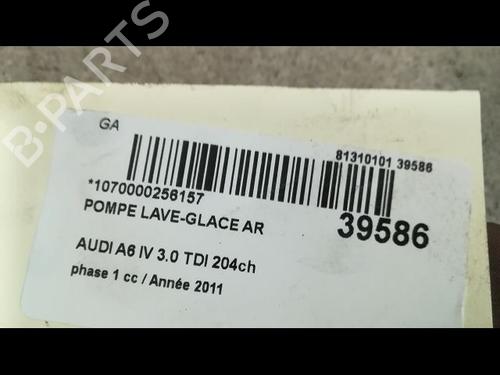 B-PARTS
GA
81310101 39586
*1070000256157
39586
POMPE LAVE-GLACE AR
AUDI A6 IV 3.0 TDI 204ch
phase 1 cc / Année 2011